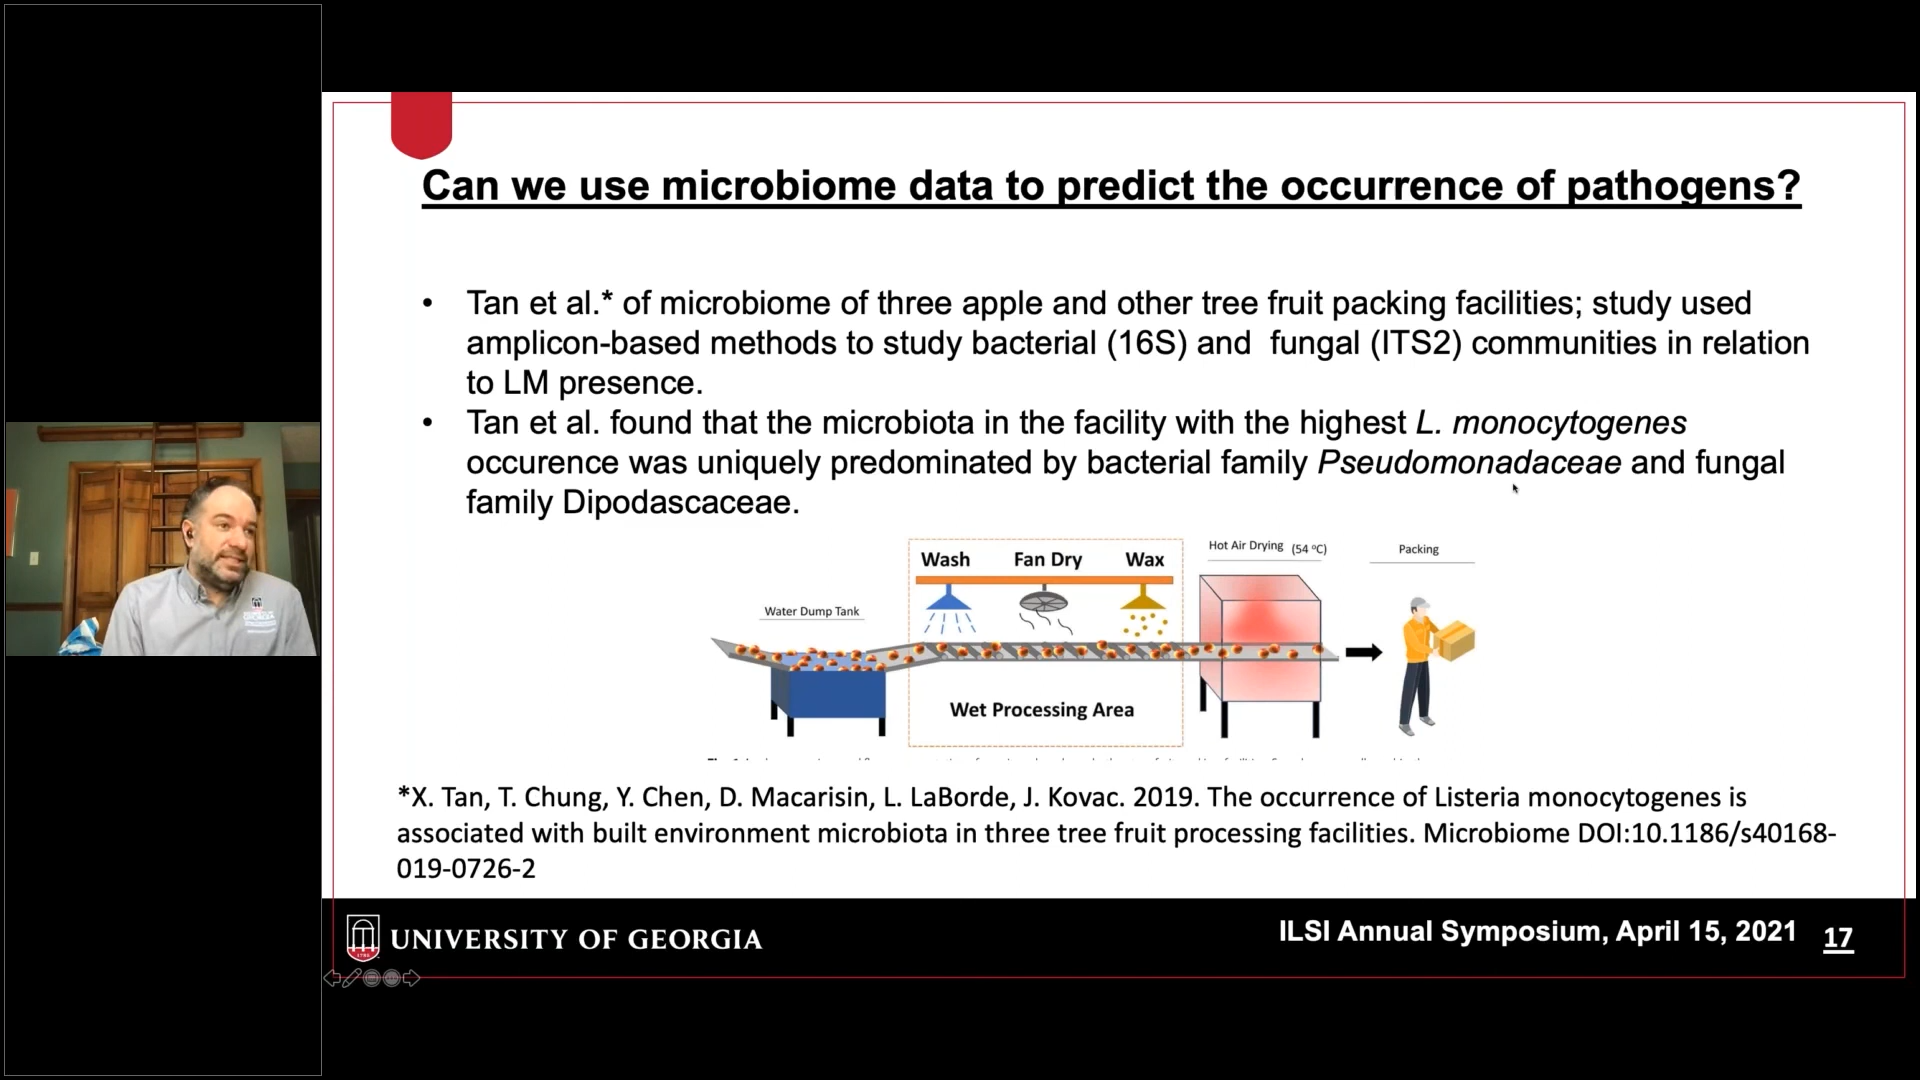 Can we use microbiome data to predict the occurrence of pathogens?
• Tan et al.* of microbiome of three apple and other tree fruit packing facilities; study used
amplicon-based methods to study bacterial (16S) and fungal (ITS2) communities in relation
to LM presence.
• Tan et al. found that the microbiota in the facility with the highest L. monocytogenes
occurence was uniquely predominated by bacterial family Pseudomonadaceae and fungal
family Dipodascaceae.
Water Dump Tank
Wash Fan Dry Wax
Wet Processing Area
Hot Air Drying (54 ºC)
Packing
*X. Tan, T. Chung, Y. Chen, D. Macarisin, L. LaBorde, J. Kovac. 2019. The occurrence of Listeria monocytogenes is
associated with built environment microbiota in three tree fruit processing facilities. Microbiome DOI:10.1186/s40168-
019-0726-2
UNIVERSITY OF GEORGIA
ILSI Annual Symposium, April 15, 2021 17